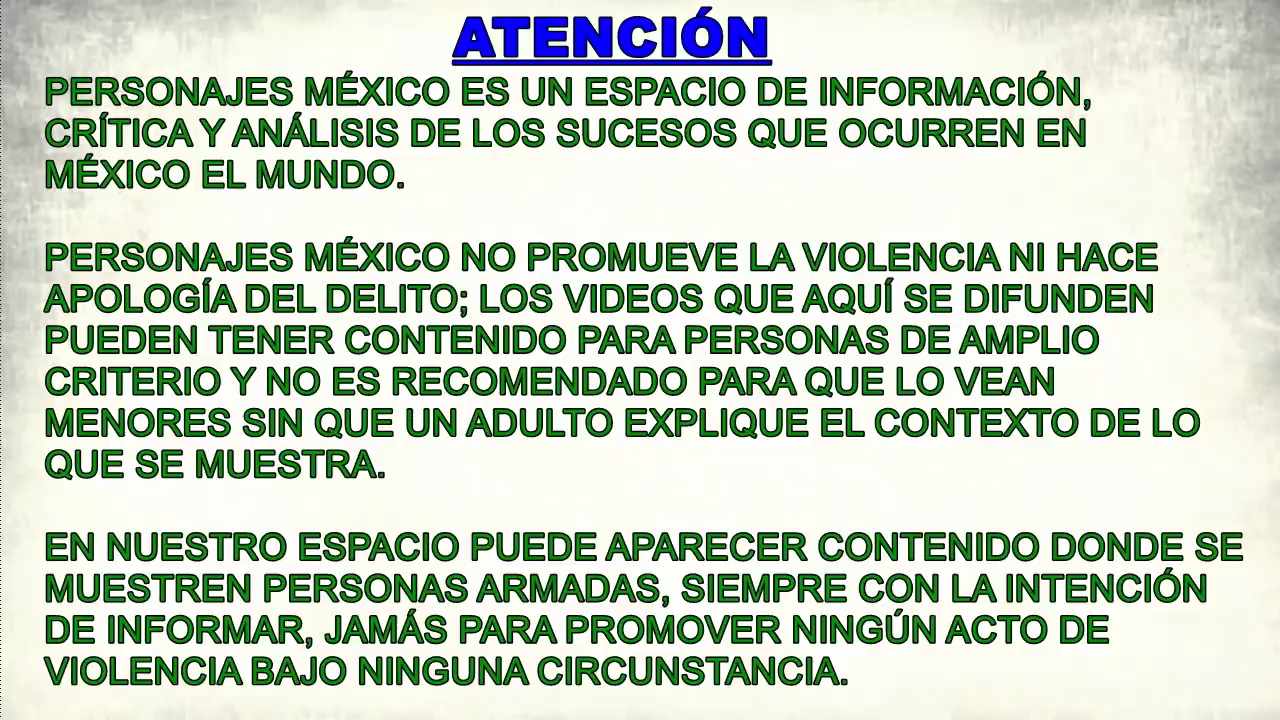 ATENCIÓN
PERSONAJES MÉXICO ES UN ESPACIO DE INFORMACIÓN,
CRÍTICA Y ANÁLISIS DE LOS SUCESOS QUE OCURREN EN
MÉXICO EL MUNDO.
PERSONAJES MÉXICO NO PROMUEVE LA VIOLENCIA NI HACE
APOLOGÍA DEL DELITO; LOS VIDEOS QUE AQUÍ SE DIFUNDEN
PUEDEN TENER CONTENIDO PARA PERSONAS DE AMPLIO
CRITERIO Y NO ES RECOMENDADO PARA QUE LO VEAN
MENORES SIN QUE UN ADULTO EXPLIQUE EL CONTEXTO DE LO
QUE SE MUESTRA.
EN NUESTRO ESPACIO PUEDE APARECER CONTENIDO DONDE SE
MUESTREN PERSONAS ARMADAS, SIEMPRE CON LA INTENCIÓN
DE INFORMAR, JAMÁS PARA PROMOVER NINGÚN ACTO DE
VIOLENCIA BAJO NINGUNA CIRCUNSTANCIA.